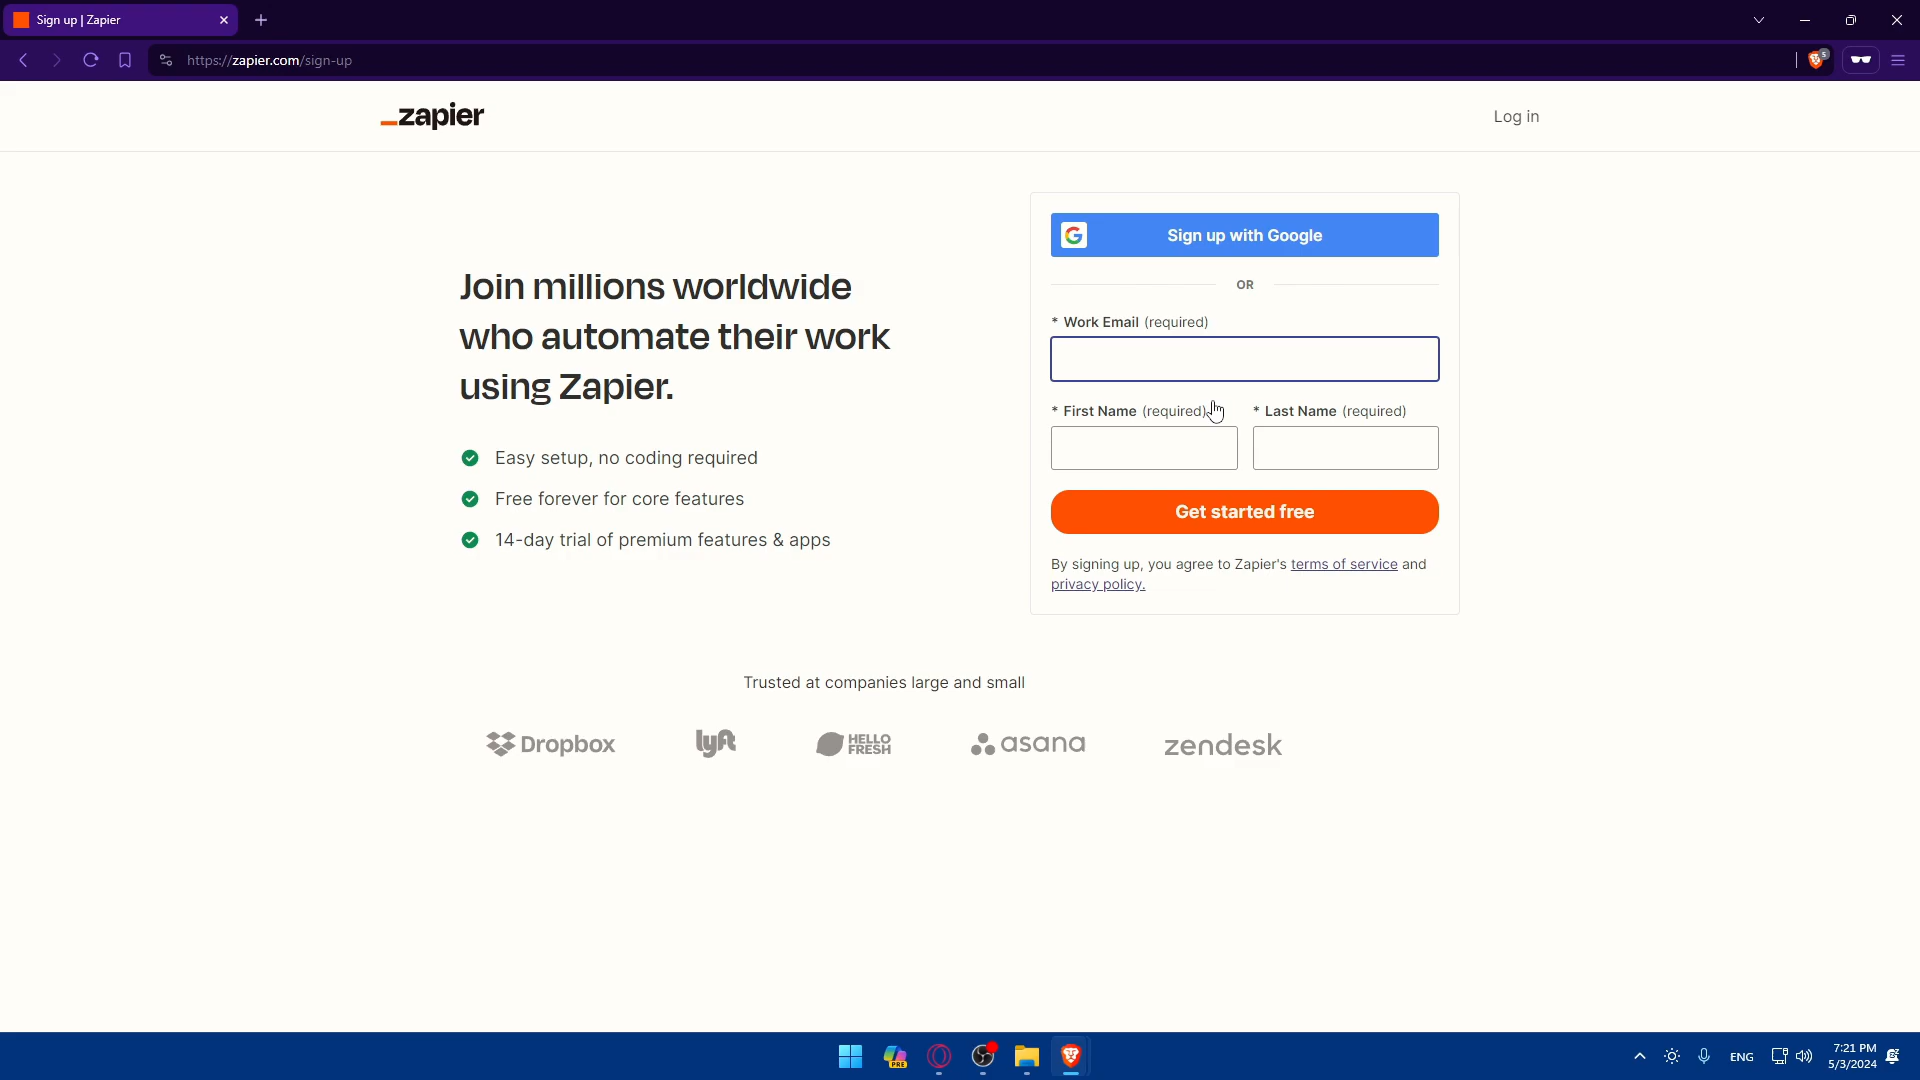 Sign up | Zapier
https://zapier.com/sign-up
5
zapier
Log in
Join millions worldwide
who automate their work
using Zapier.
Easy setup, no coding required
Free forever for core features
14-day trial of premium features & apps
G
Sign up with Google
OR
* Work Email (required)
* First Name (required)
* Last Name (required)
Get started free
By signing up, you agree to Zapier's terms of service and
privacy policy.
Trusted at companies large and small
Dropbox
lyft
HELLO
FRESH
asana
zendesk
PRE
ENG
7:21 PM
5/3/2024